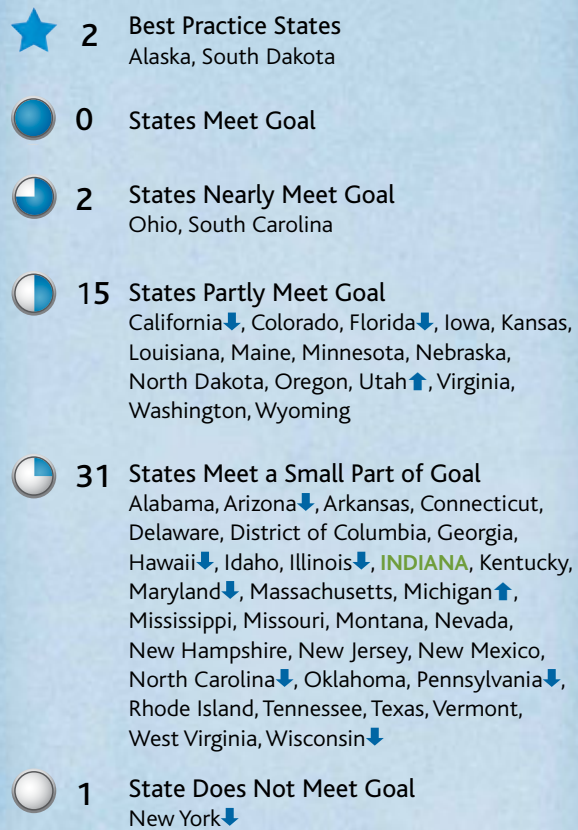 2 Best Practice States
Alaska, South Dakota
0 States Meet Goal
2 States Nearly Meet Goal
Ohio, South Carolina
15 States Partly Meet Goal
California⬇, Colorado, Florida⬇, Iowa, Kansas,
Louisiana, Maine, Minnesota, Nebraska,
North Dakota, Oregon, Utah⬆, Virginia,
Washington, Wyoming
31 States Meet a Small Part of Goal
Alabama, Arizona⬇, Arkansas, Connecticut,
Delaware, District of Columbia, Georgia,
Hawaii⬇, Idaho, Illinois⬇, INDIANA, Kentucky,
Maryland⬇, Massachusetts, Michigan⬆,
Mississippi, Missouri, Montana, Nevada,
New Hampshire, New Jersey, New Mexico,
North Carolina⬇, Oklahoma, Pennsylvania⬇,
Rhode Island, Tennessee, Texas, Vermont,
West Virginia, Wisconsin⬇
1 State Does Not Meet Goal
New York⬇